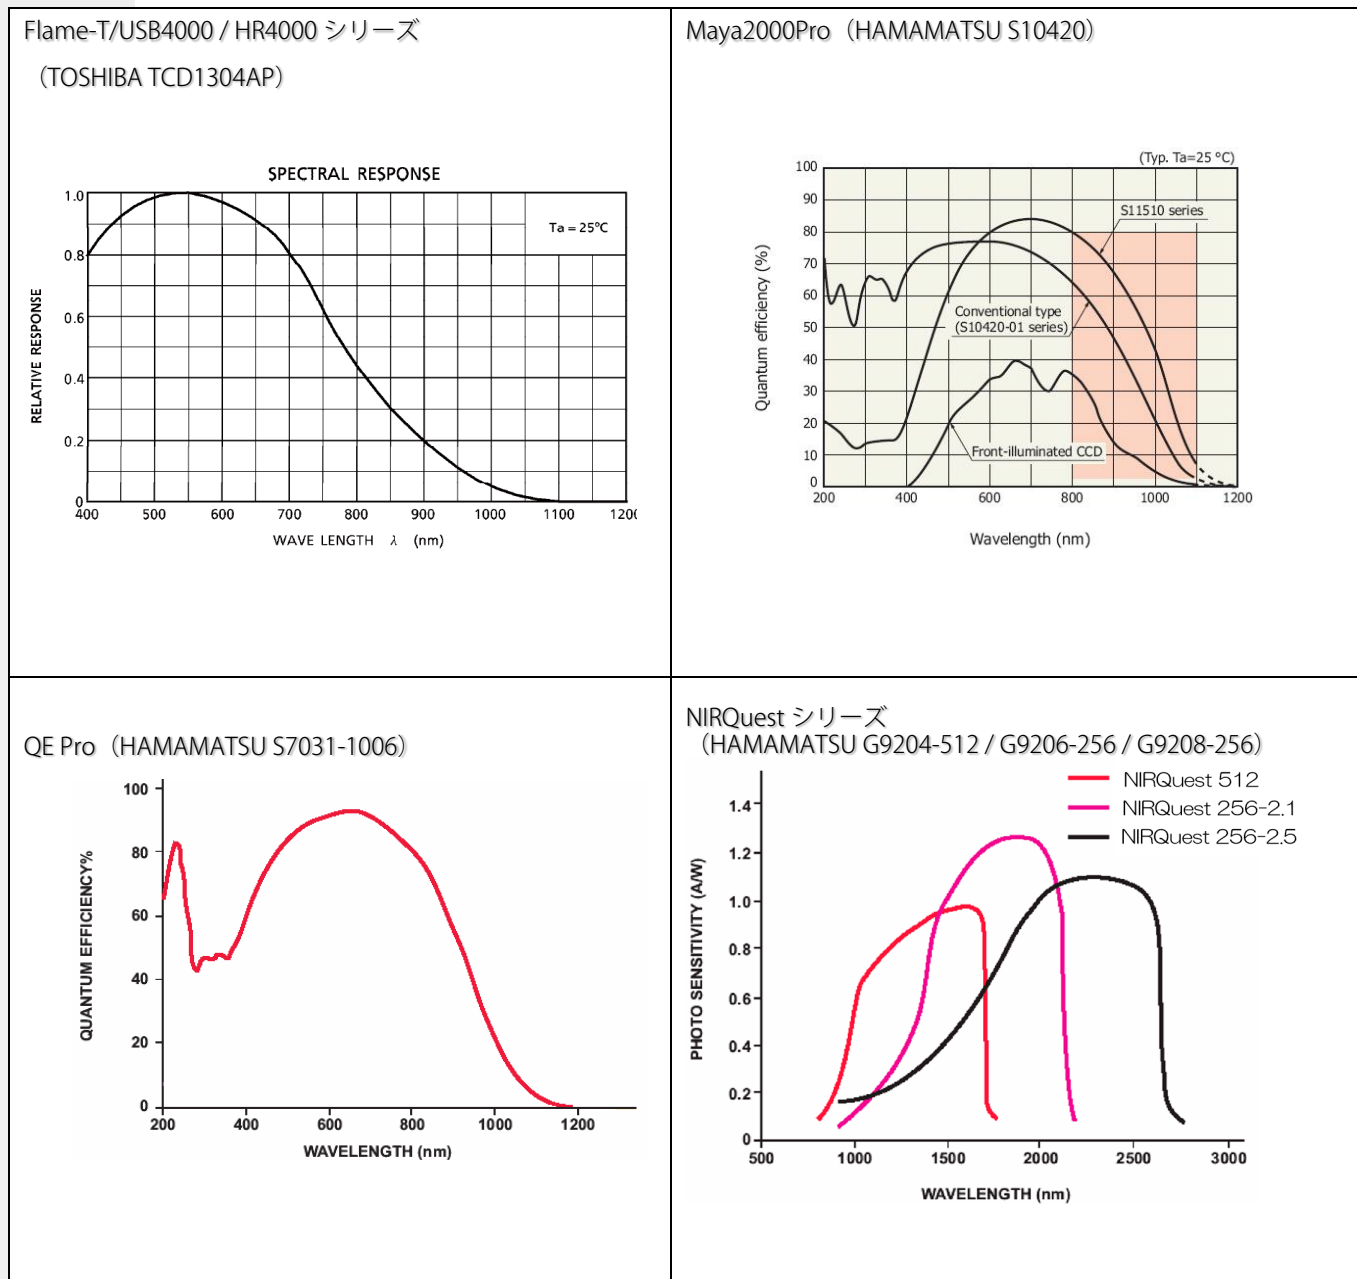 Flame-T/USB4000 / HR4000 シリーズ
（TOSHIBA TCD1304AP）
SPECTRAL RESPONSE
RELATIVE RESPONSE
1.0
0.8
0.6
0.4
0.2
0
Ta = 25℃
400 500 600 700 800 900 1000 1100 1200
WAVE LENGTH λ (nm)
Maya2000Pro（HAMAMATSU S10420）
(Typ. Ta=25 °C)
Quantum efficiency (%)
100
90
80
70
60
50
40
30
20
10
0
S11510 series
Conventional type
(S10420-01 series)
Front-illuminated CCD
200 400 600 800 1000 1200
Wavelength (nm)
QE Pro（HAMAMATSU S7031-1006）
QUANTUM EFFICIENCY%
100
80
60
40
20
0
200 400 600 800 1000 1200
WAVELENGTH (nm)
NIRQuest シリーズ
（HAMAMATSU G9204-512 / G9206-256 / G9208-256）
NIRQuest 512
NIRQuest 256-2.1
NIRQuest 256-2.5
PHOTO SENSITIVITY (A/W)
1.4
1.2
1.0
0.8
0.6
0.4
0.2
0
500 1000 1500 2000 2500 3000
WAVELENGTH (nm)